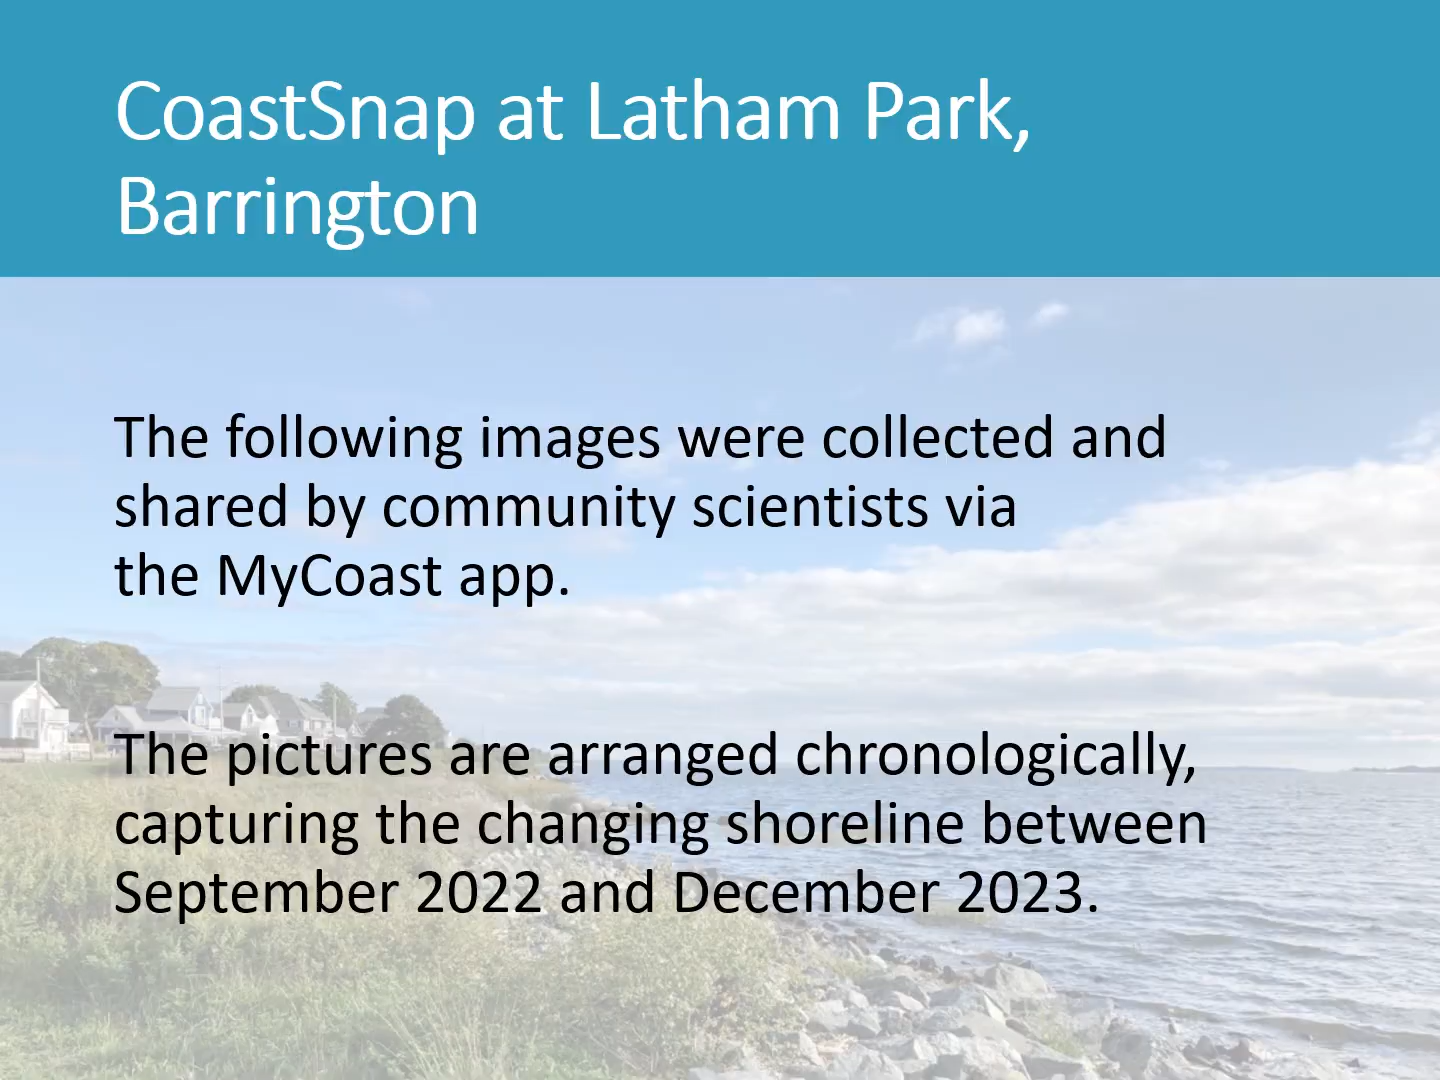 CoastSnap at Latham Park,
Barrington
The following images were collected and
shared by community scientists via
the MyCoast app.
The pictures are arranged chronologically,
capturing the changing shoreline between
September 2022 and December 2023.